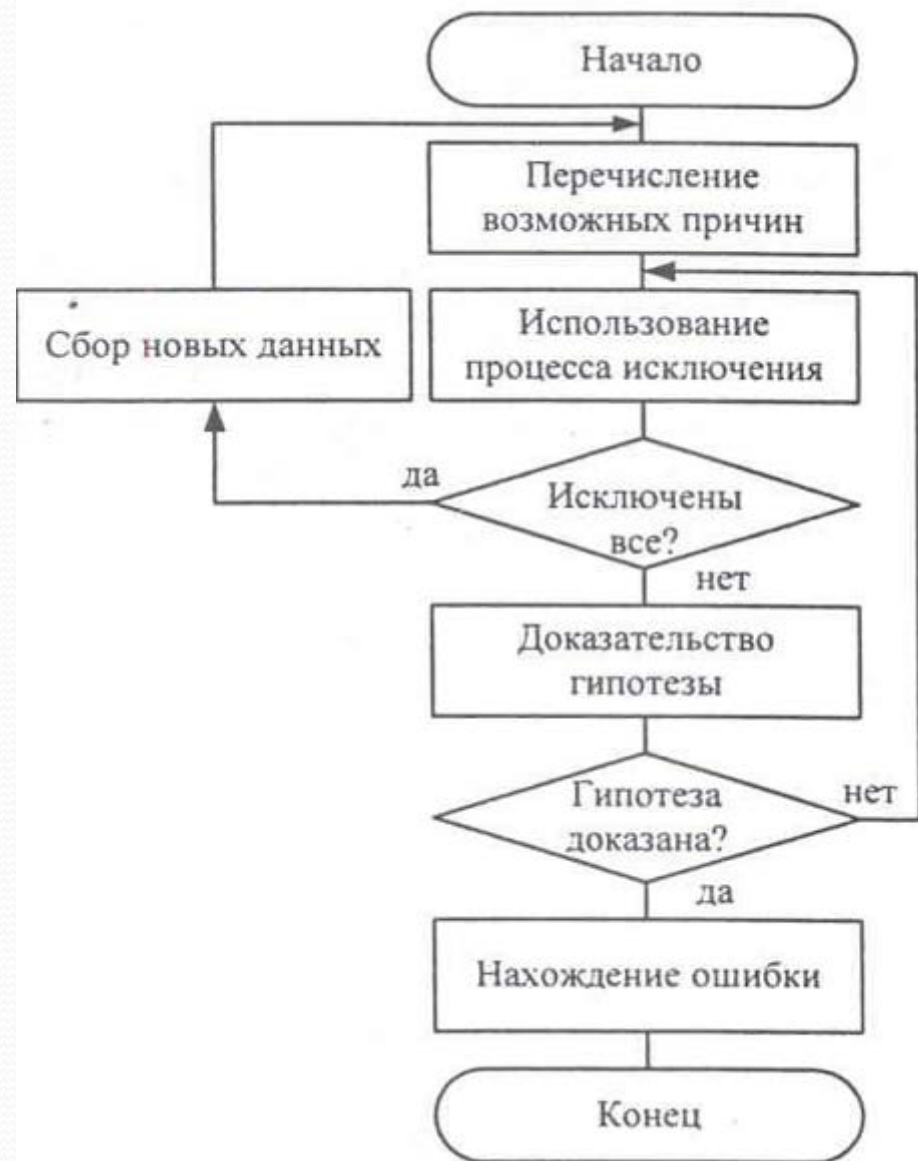 Начало
Перечисление
возможных причин
Сбор новых данных
Использование
процесса исключения
да
Исключены
все?
нет
Доказательство
гипотезы
Гипотеза
доказана?
нет
да
Нахождение ошибки
Конец